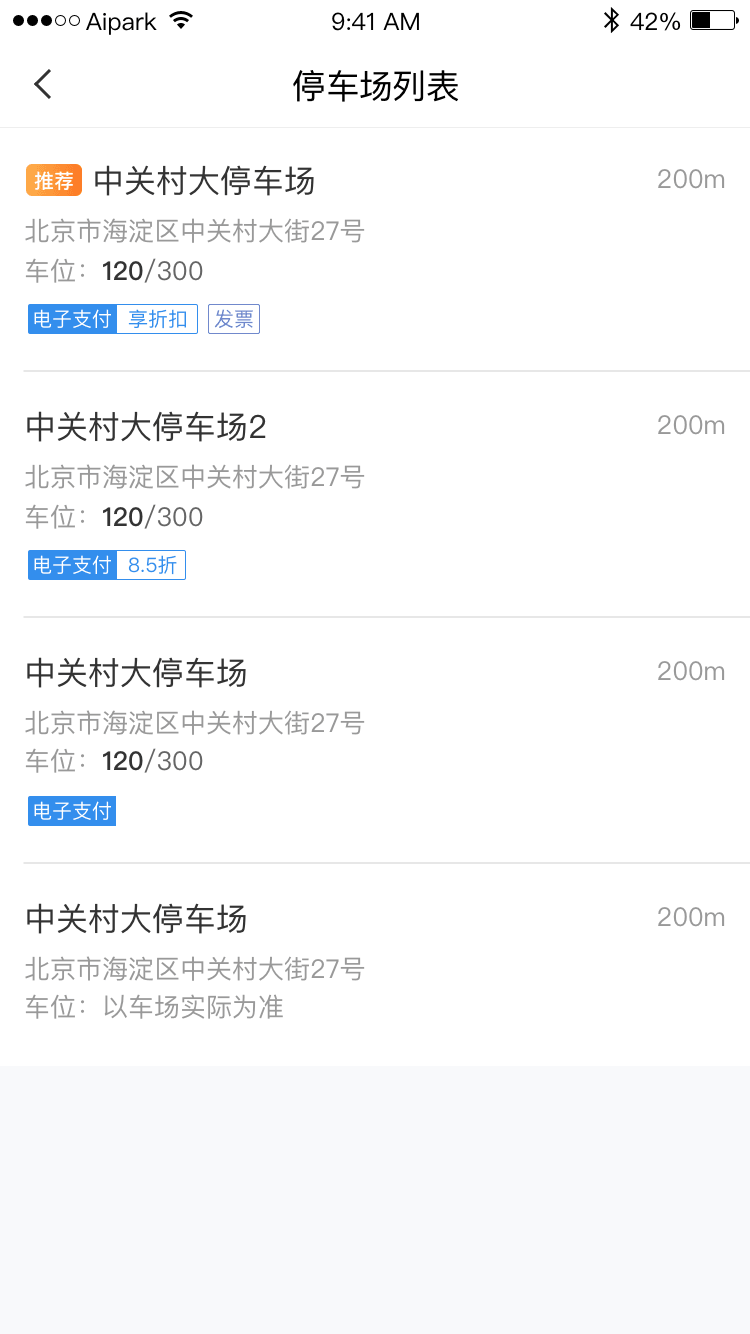 Aipark 9:41 AM 42%
停车场列表
推荐 中关村大停车场 200m
北京市海淀区中关村大街27号
车位：120/300
电子支付 享折扣 发票
中关村大停车场2 200m
北京市海淀区中关村大街27号
车位：120/300
电子支付 8.5折
中关村大停车场 200m
北京市海淀区中关村大街27号
车位：120/300
电子支付
中关村大停车场 200m
北京市海淀区中关村大街27号
车位：以车场实际为准